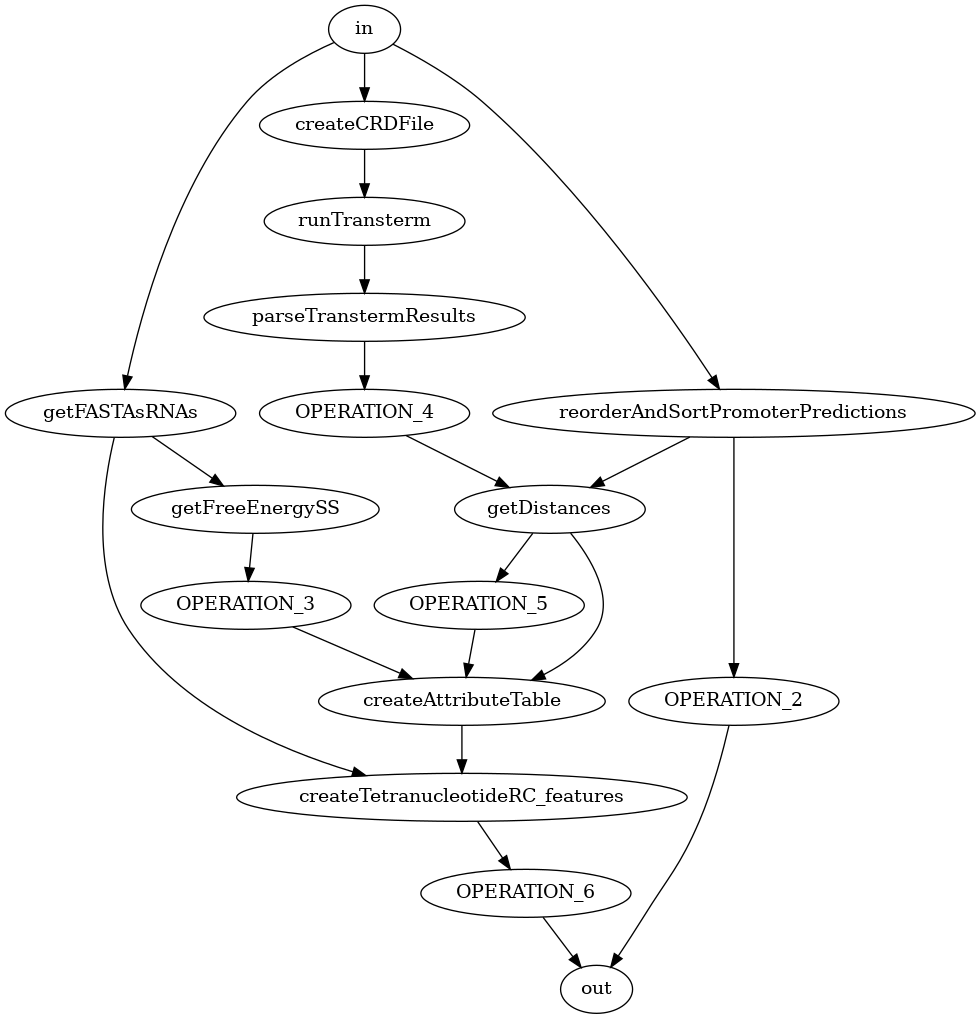 in
createCRDFile
runTransterm
parseTranstermResults
getFASTAsRNAs
OPERATION_4
reorderAndSortPromoterPredictions
getFreeEnergySS
getDistances
OPERATION_3
OPERATION_5
createAttributeTable
OPERATION_2
createTetranucleotideRC_features
OPERATION_6
out